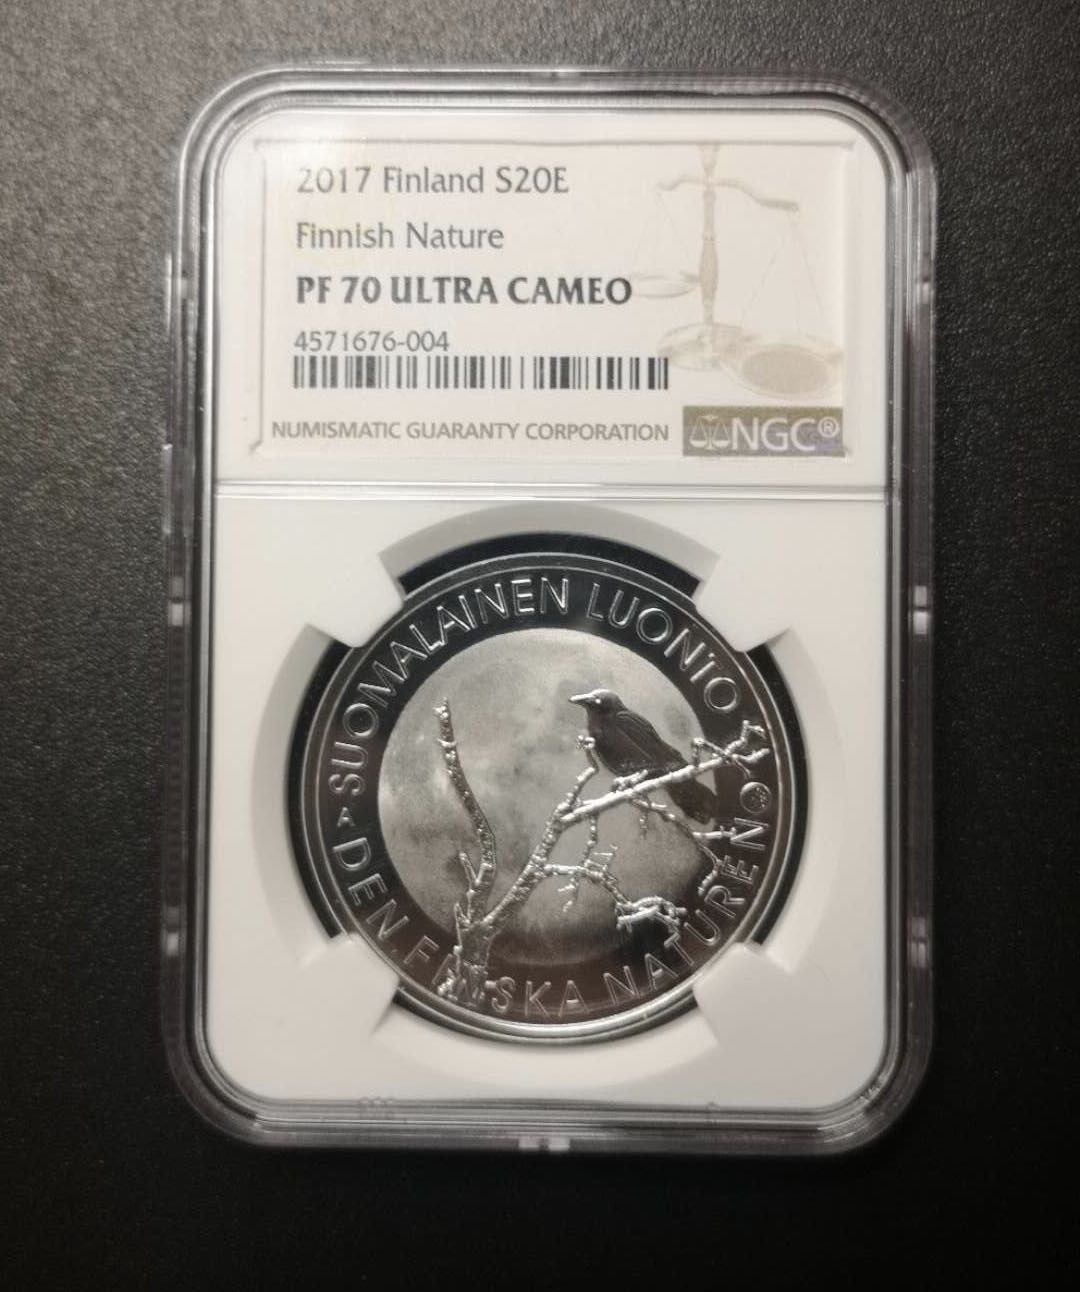 2017 Finland S20E
Finnish Nature
PF 70 ULTRA CAMEO
4571676-004
NUMISMATIC GUARANTY CORPORATION
NGC®
SUOMALAINEN LUONTO
DEN FINSKA NATUREN